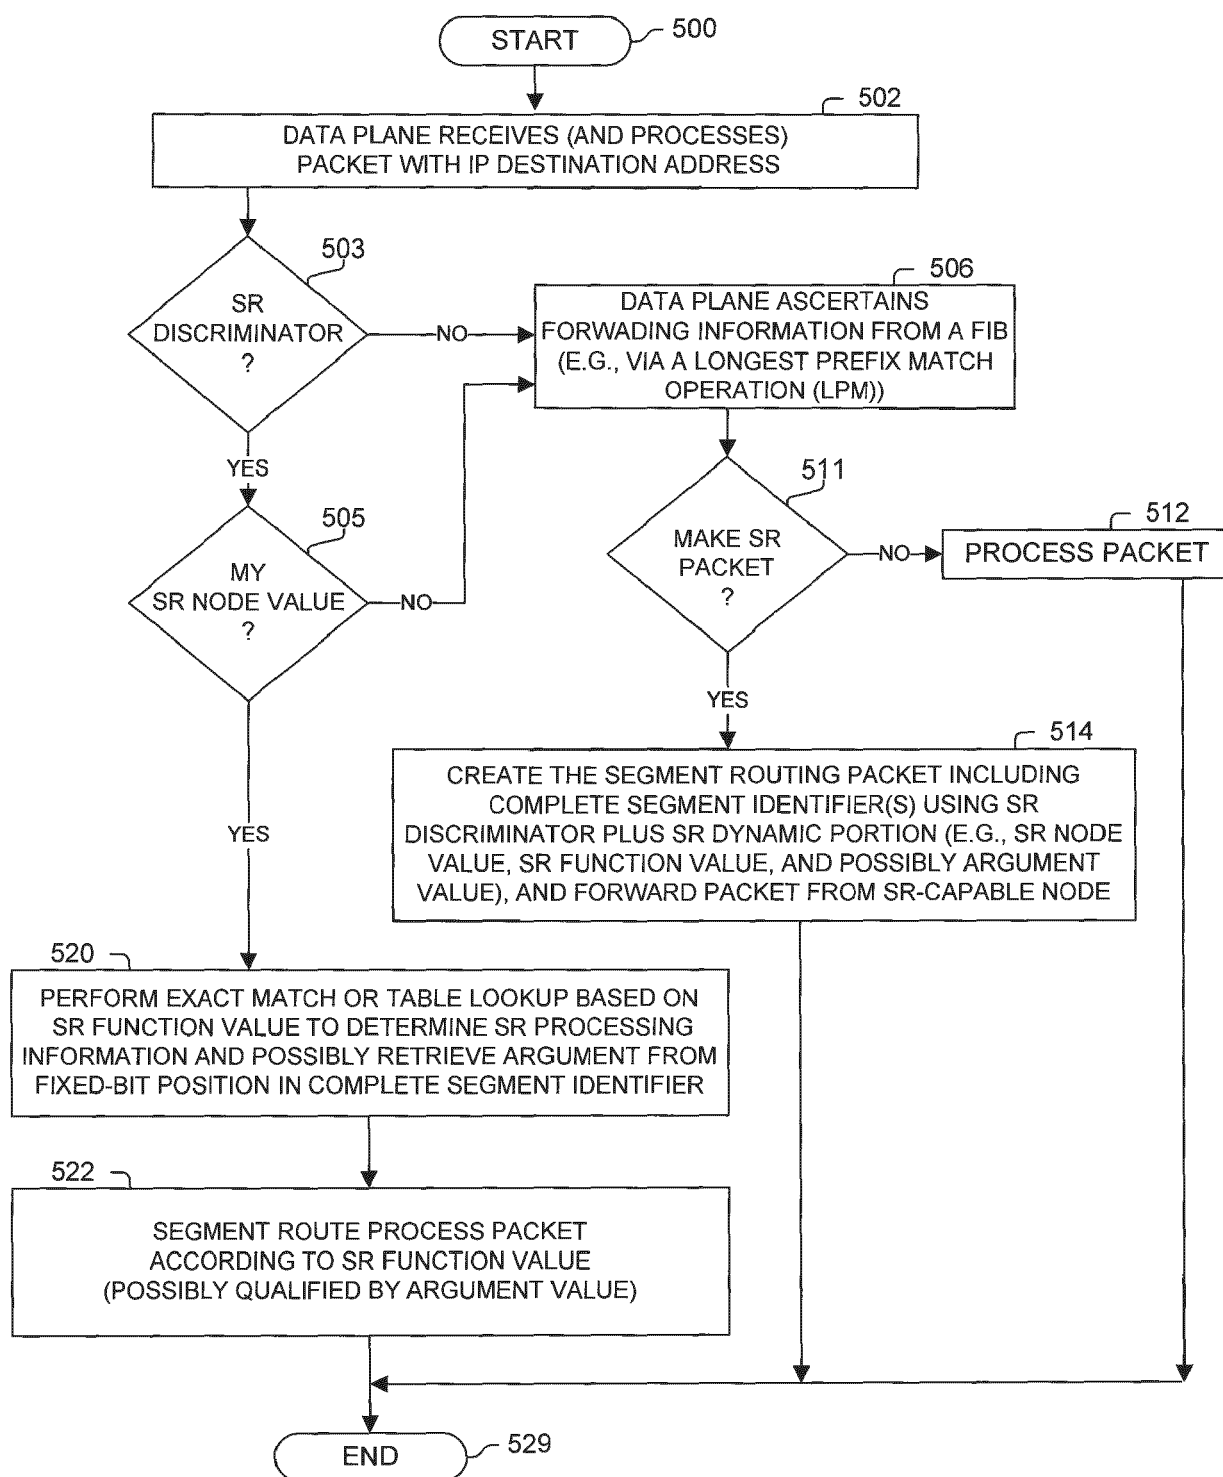 START
500
502
DATA PLANE RECEIVES (AND PROCESSES)
PACKET WITH IP DESTINATION ADDRESS
503
SR
DISCRIMINATOR
?
NO
506
DATA PLANE ASCERTAINS
FORWADING INFORMATION FROM A FIB
(E.G., VIA A LONGEST PREFIX MATCH
OPERATION (LPM))
YES
505
MY
SR NODE VALUE
?
NO
511
MAKE SR
PACKET
?
NO
512
PROCESS PACKET
YES
YES
514
CREATE THE SEGMENT ROUTING PACKET INCLUDING
COMPLETE SEGMENT IDENTIFIER(S) USING SR
DISCRIMINATOR PLUS SR DYNAMIC PORTION (E.G., SR NODE
VALUE, SR FUNCTION VALUE, AND POSSIBLY ARGUMENT
VALUE), AND FORWARD PACKET FROM SR-CAPABLE NODE
520
PERFORM EXACT MATCH OR TABLE LOOKUP BASED ON
SR FUNCTION VALUE TO DETERMINE SR PROCESSING
INFORMATION AND POSSIBLY RETRIEVE ARGUMENT FROM
FIXED-BIT POSITION IN COMPLETE SEGMENT IDENTIFIER
522
SEGMENT ROUTE PROCESS PACKET
ACCORDING TO SR FUNCTION VALUE
(POSSIBLY QUALIFIED BY ARGUMENT VALUE)
END
529